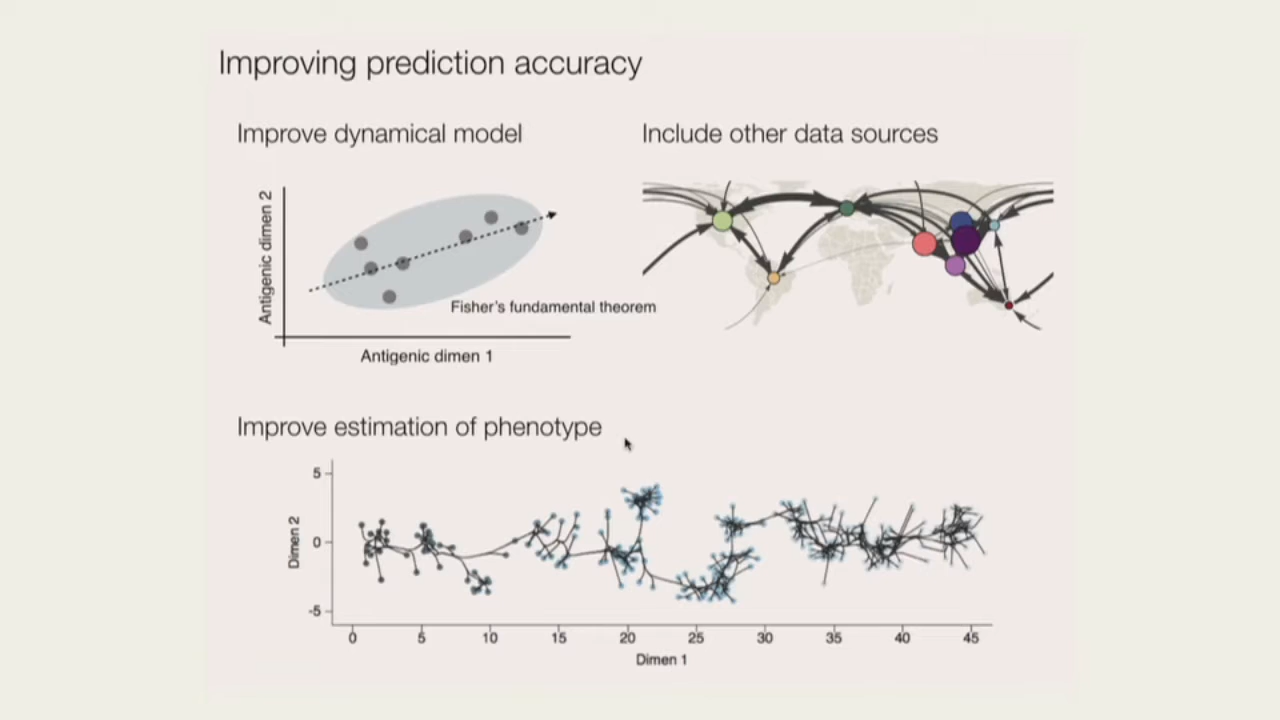 Improving prediction accuracy
Improve dynamical model
Include other data sources
Antigenic dimen 2
Fisher's fundamental theorem
Antigenic dimen 1
Improve estimation of phenotype
5
0
-5
Dimen 2
0 5 10 15 20 25 30 35 40 45
Dimen 1